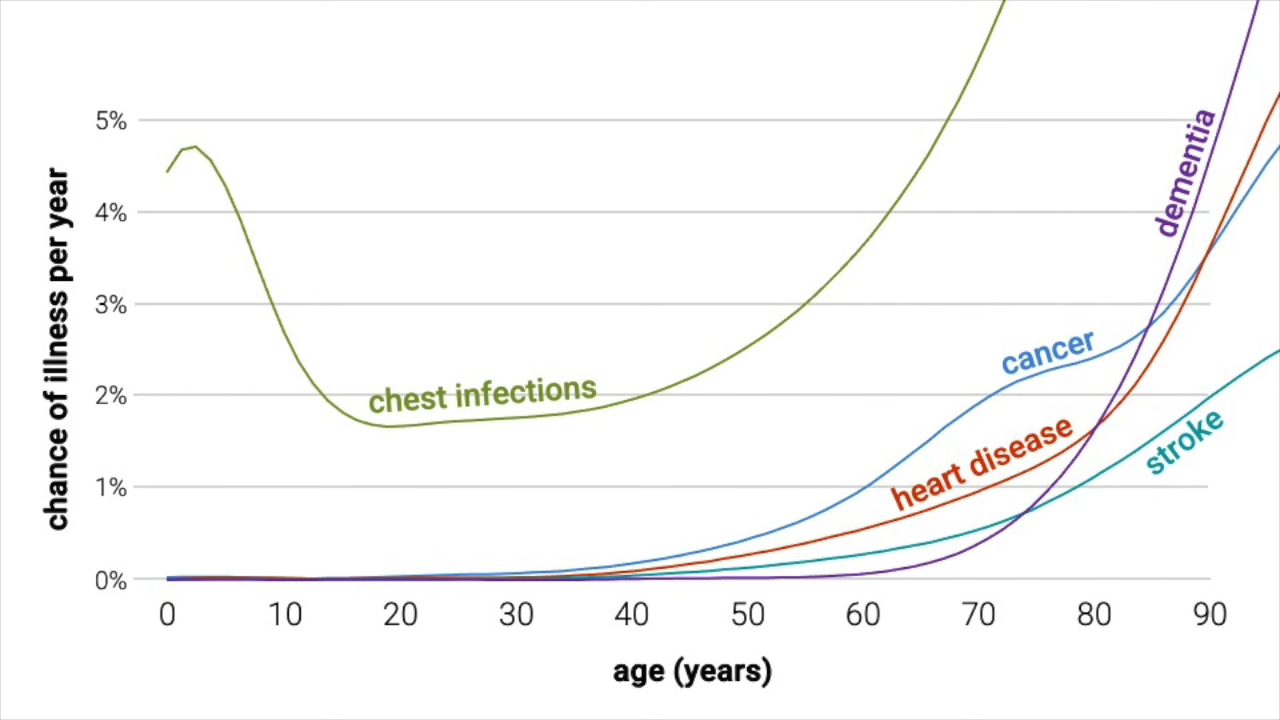 5%
4%
3%
2%
1%
0%
0 10 20 30 40 50 60 70 80 90
age (years)
chance of illness per year
chest infections
cancer
heart disease
stroke
dementia